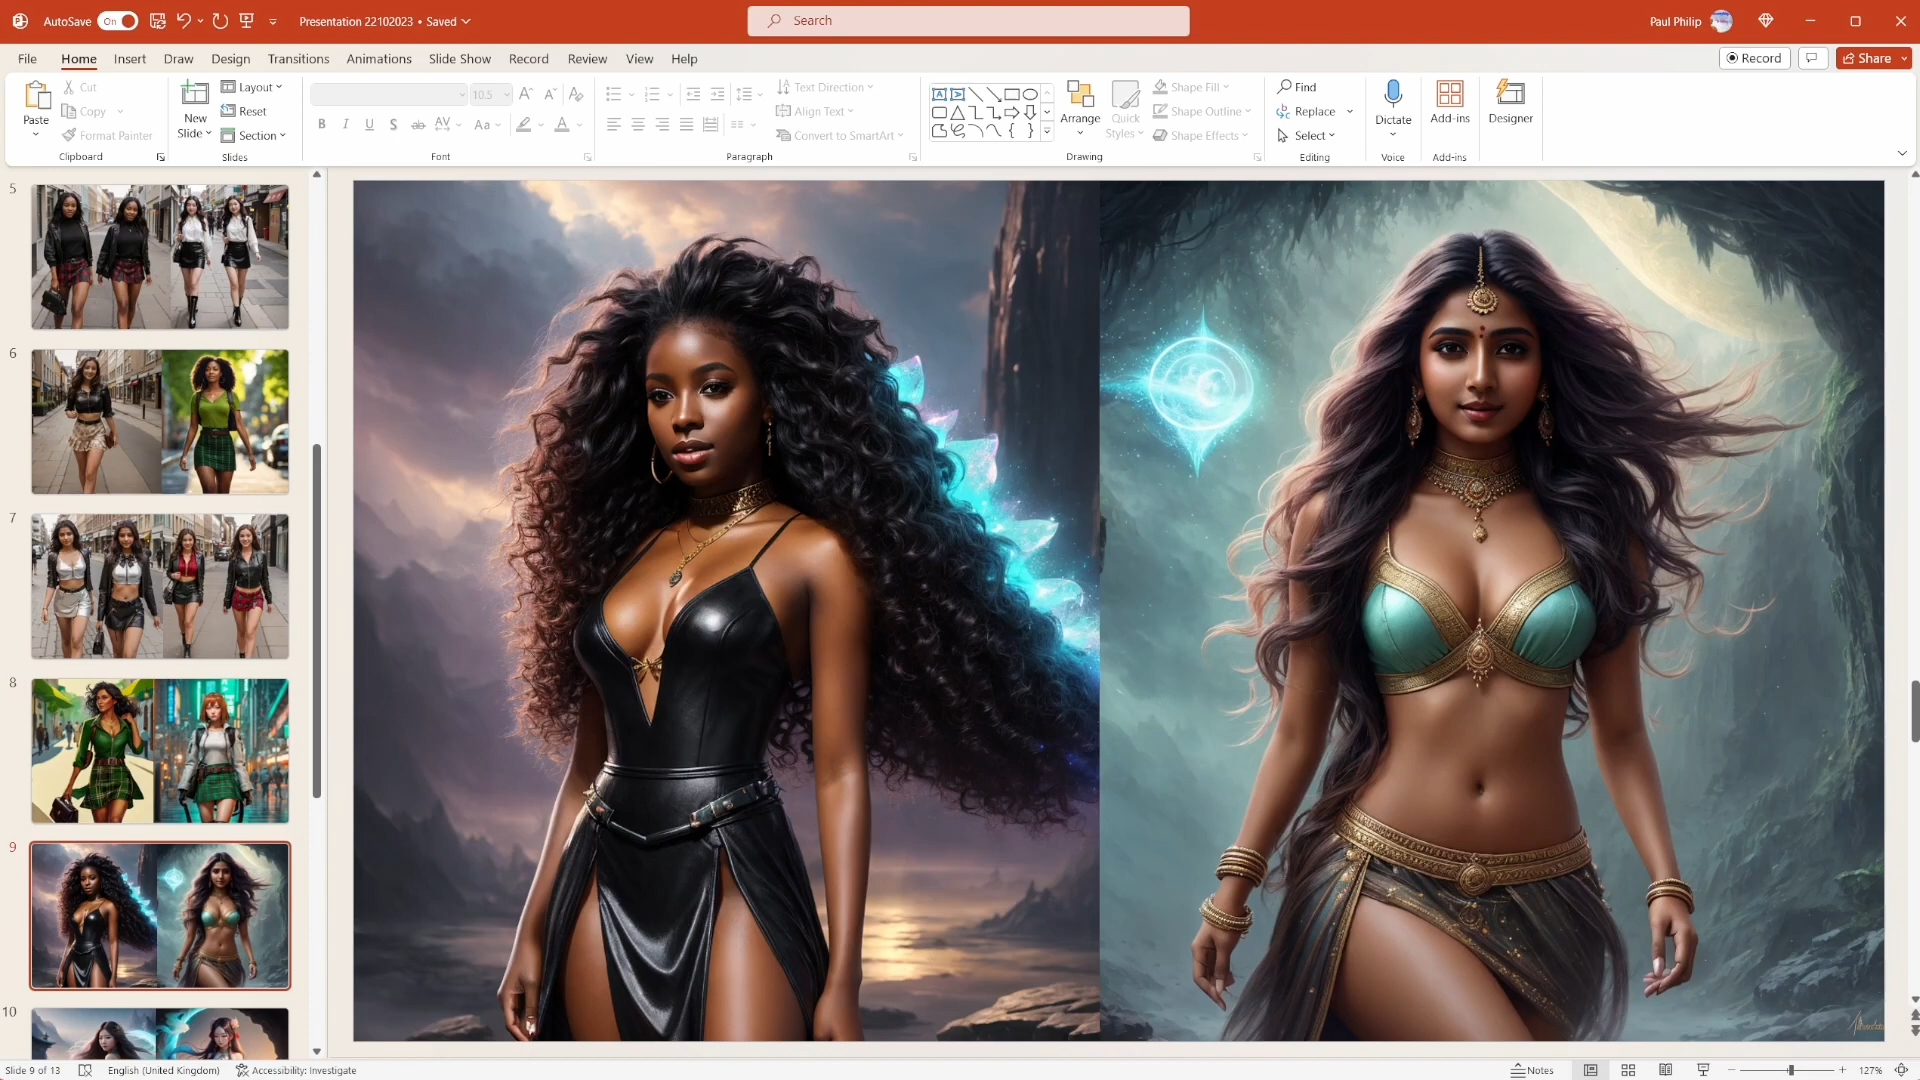 AutoSave On Presentation 22102023 • Saved Search Paul Philip
File Home Insert Draw Design Transitions Animations Slide Show Record Review View Help Record Share
Paste
Cut
Copy
Format Painter
Clipboard
New
Slide
Layout
Reset
Section
Slides
10.5
B I U S ab AV Aa A
Font
Text Direction
Align Text
Convert to SmartArt
Paragraph
Arrange
Quick
Styles
Shape Fill
Shape Outline
Shape Effects
Drawing
Find
Replace
Select
Editing
Dictate
Voice
Add-ins
Add-ins
Designer
5
6
7
8
9
10
Slide 9 of 13 English (United Kingdom) Accessibility: Investigate Notes 127%